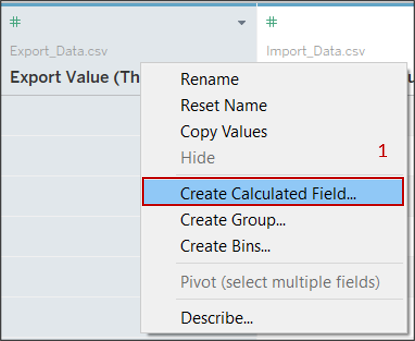 #
#
Export_Data.csv
Import_Data.csv
Export Value (Th
Rename
Reset Name
Copy Values
Hide
1
Create Calculated Field...
Create Group...
Create Bins...
Pivot (select multiple fields)
Describe...